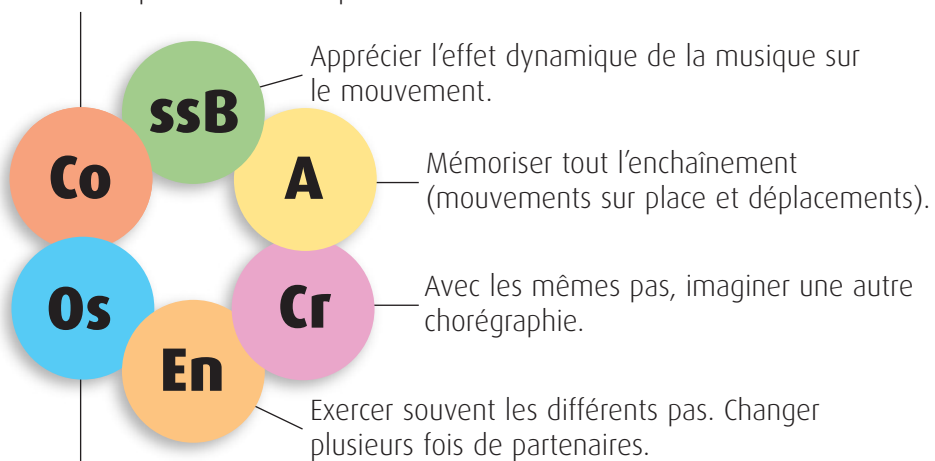 ssB
Apprécier l’effet dynamique de la musique sur
le mouvement.
Co
A
Mémoriser tout l’enchaînement
(mouvements sur place et déplacements).
Os
Cr
Avec les mêmes pas, imaginer une autre
chorégraphie.
En
Exercer souvent les différents pas. Changer
plusieurs fois de partenaires.